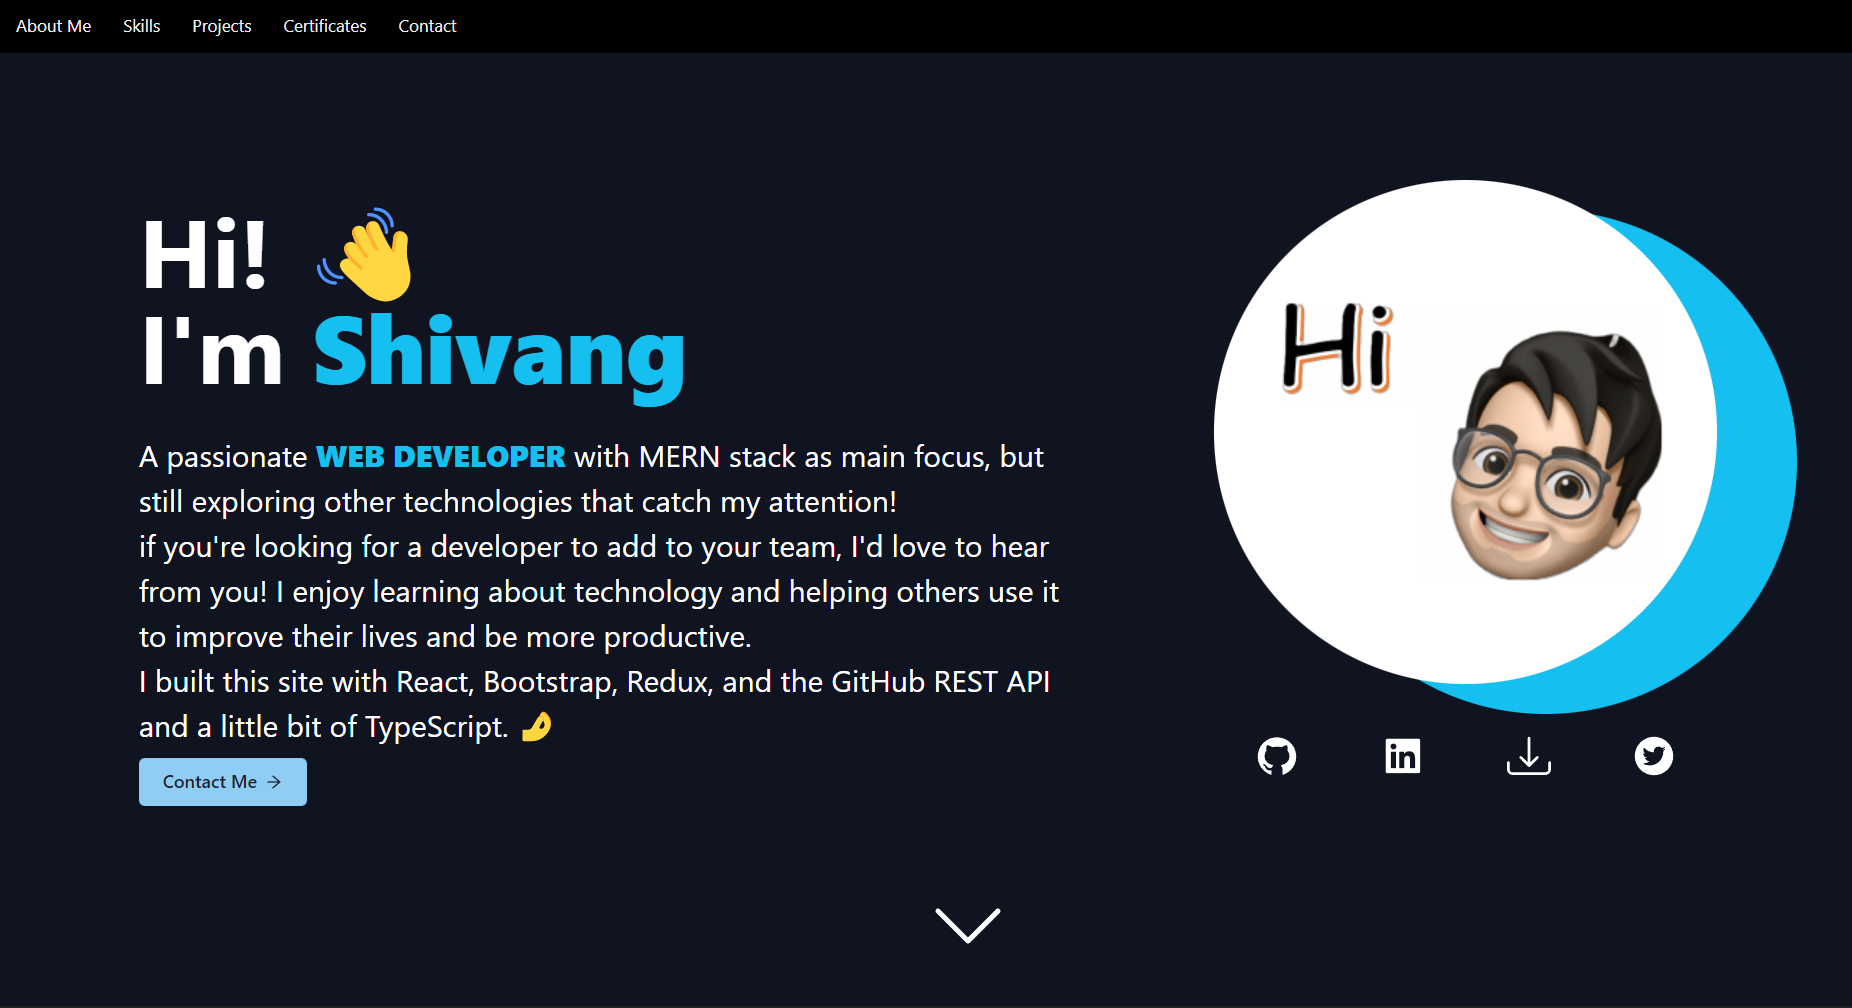 About Me Skills Projects Certificates Contact
Hi! 👋
I'm Shivang
A passionate WEB DEVELOPER with MERN stack as main focus, but
still exploring other technologies that catch my attention!
if you're looking for a developer to add to your team, I'd love to hear
from you! I enjoy learning about technology and helping others use it
to improve their lives and be more productive.
I built this site with React, Bootstrap, Redux, and the GitHub REST API
and a little bit of TypeScript. 🤌
Contact Me →
Hi
in